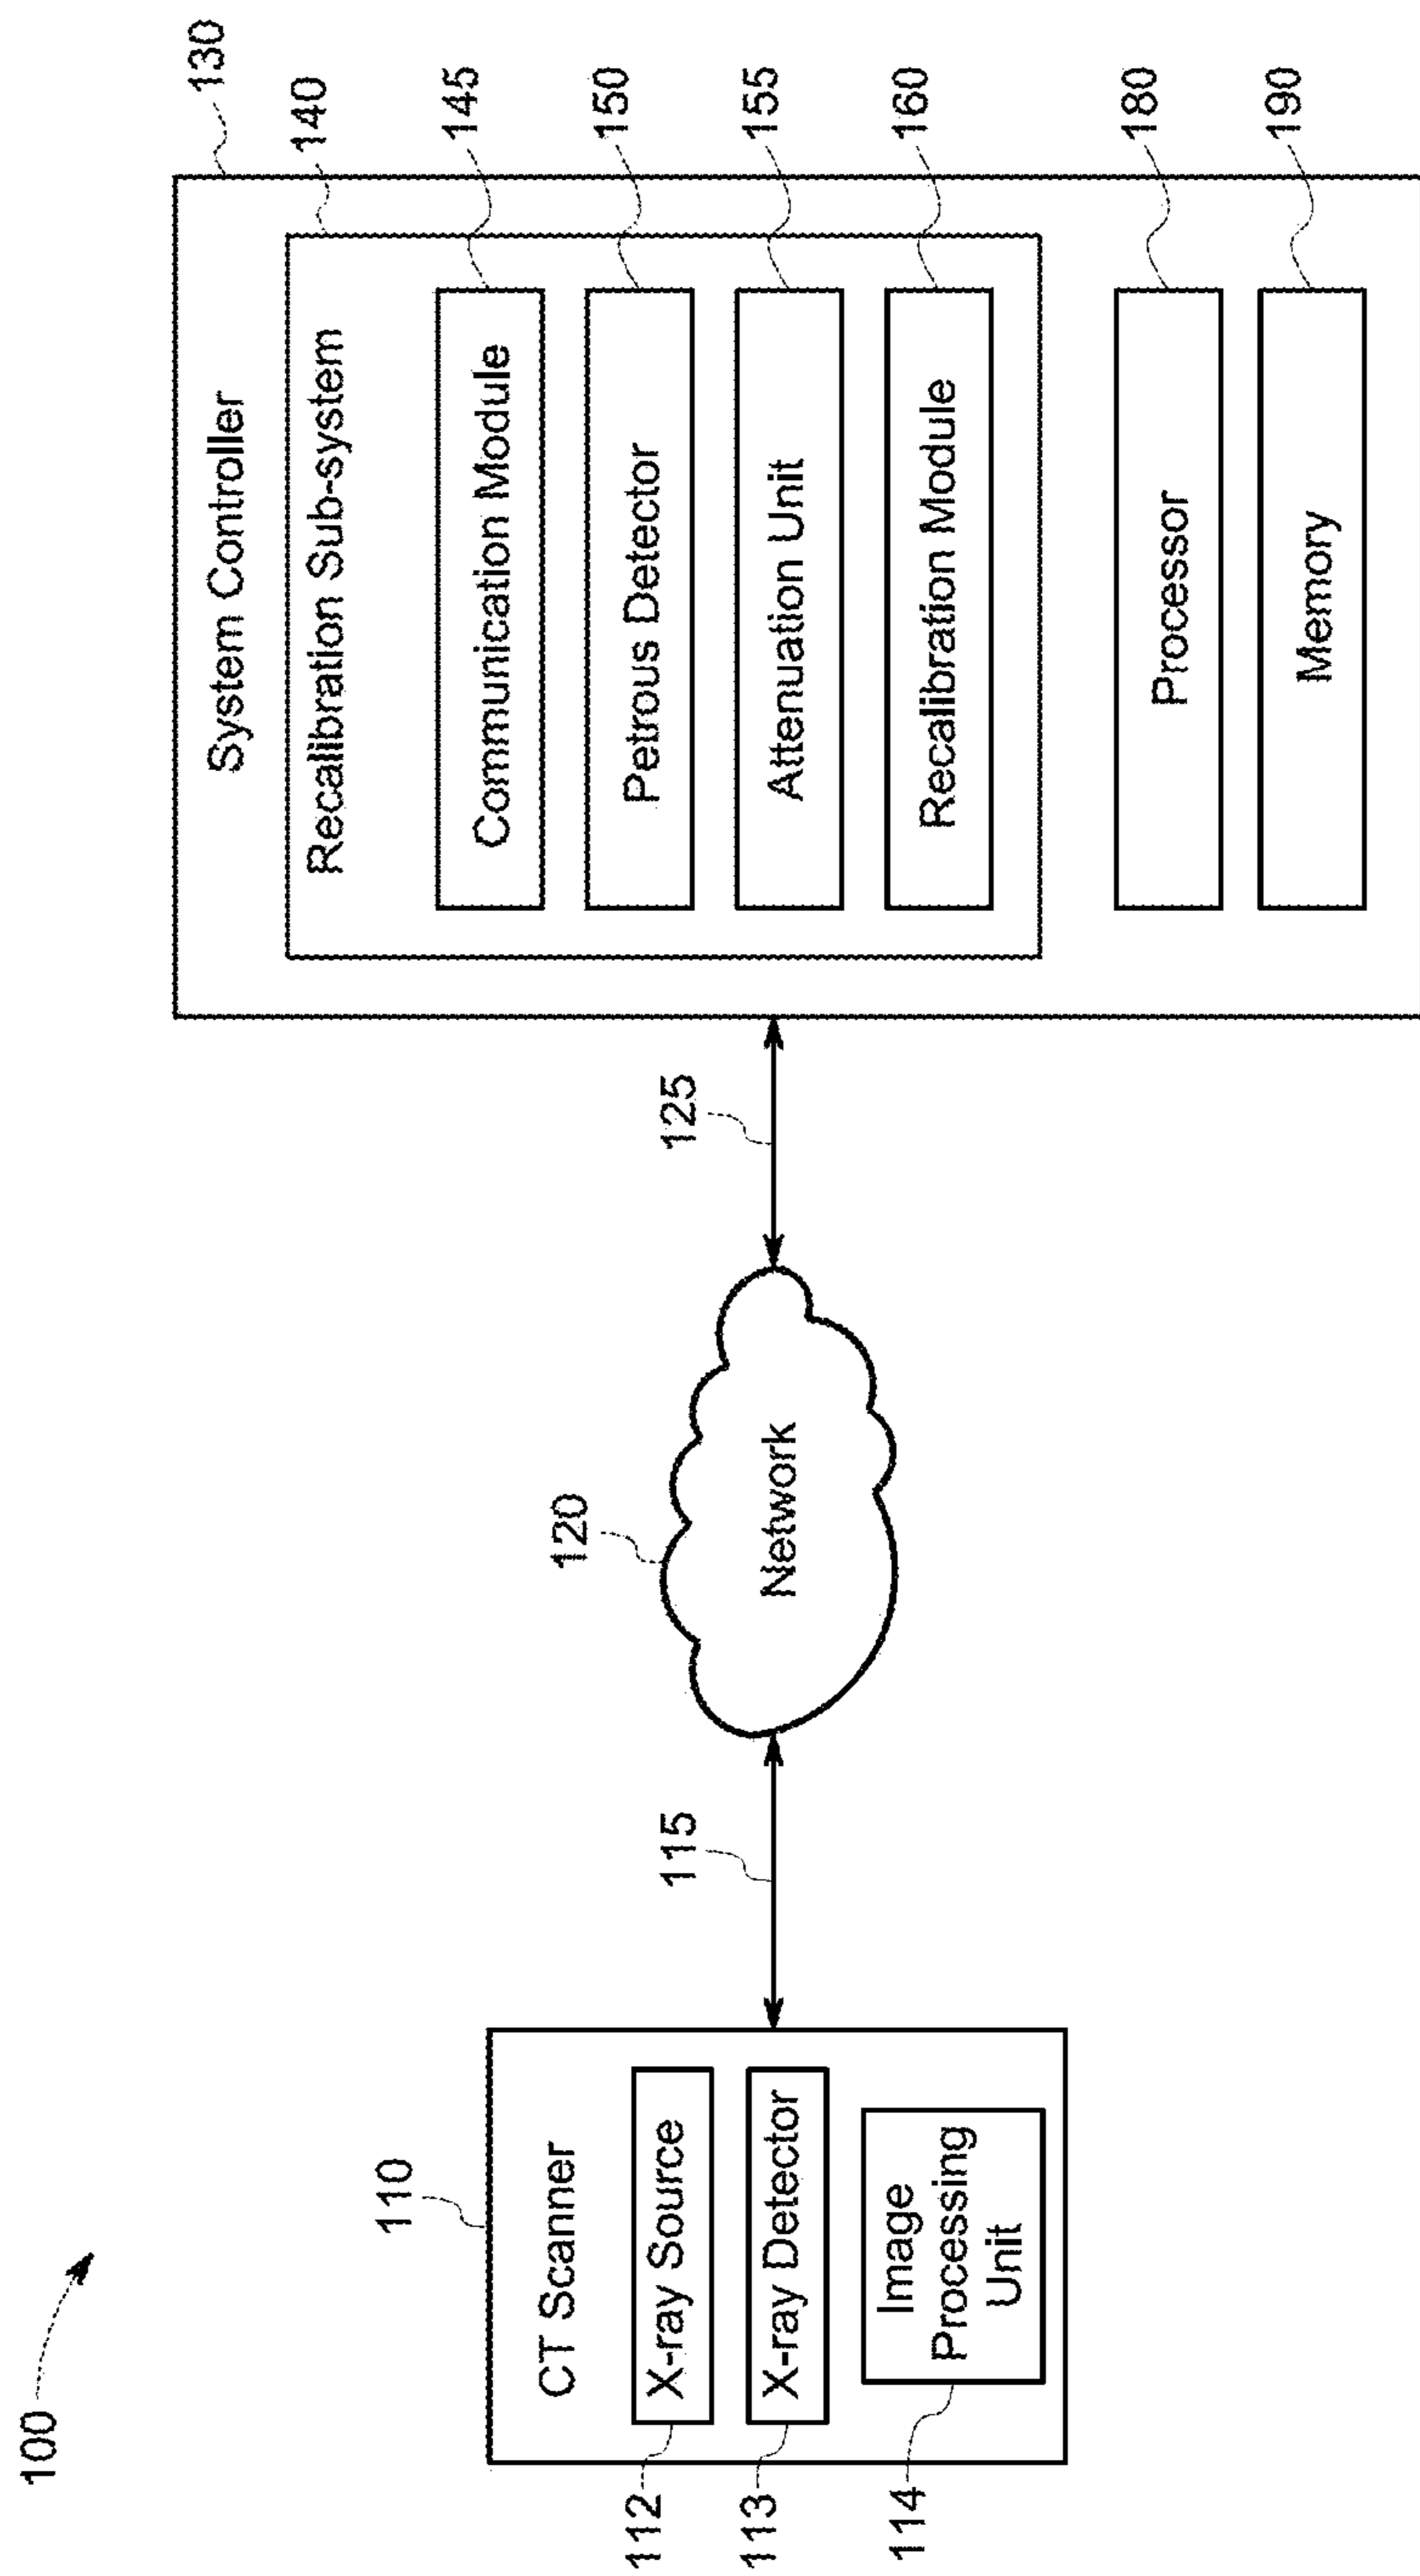 100
110
CT Scanner
X-ray Source
X-ray Detector
Image
Processing
Unit
112
113
114
115
120
Network
125
130
System Controller
140
Recalibration Sub-system
145
Communication Module
150
Petrous Detector
155
Attenuation Unit
160
Recalibration Module
180
Processor
190
Memory